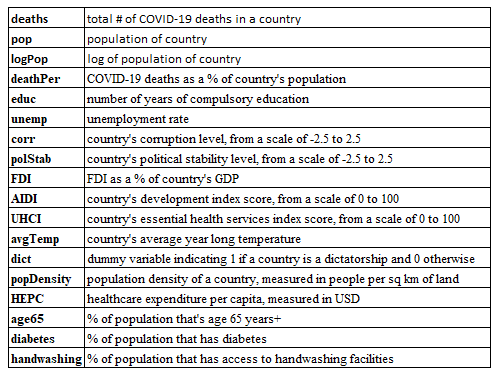 deaths total # of COVID-19 deaths in a country
pop population of country
logPop log of population of country
deathPer COVID-19 deaths as a % of country's population
educ number of years of compulsory education
unemp unemployment rate
corr country's corruption level, from a scale of -2.5 to 2.5
polStab country's political stability level, from a scale of -2.5 to 2.5
FDI FDI as a % of country's GDP
AIDI country's development index score, from a scale of 0 to 100
UHCI country's essential health services index score, from a scale of 0 to 100
avgTemp country's average year long temperature
dict dummy variable indicating 1 if a country is a dictatorship and 0 otherwise
popDensity population density of a country, measured in people per sq km of land
HEPC healthcare expenditure per capita, measured in USD
age65 % of population that's age 65 years+
diabetes % of population that has diabetes
handwashing % of population that has access to handwashing facilities